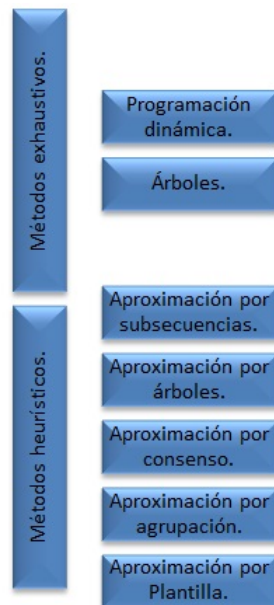 Métodos exhaustivos.
Programación
dinámica.
Árboles.
Métodos heurísticos.
Aproximación por
subsecuencias.
Aproximación por
árboles.
Aproximación por
consenso.
Aproximación por
agrupación.
Aproximación por
Plantilla.